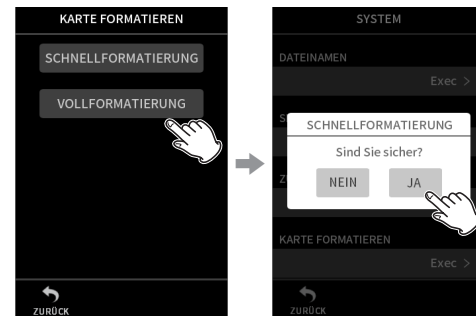 KARTE FORMATIEREN
SCHNELLFORMATIERUNG
VOLLFORMATIERUNG
ZURÜCK
SYSTEM
DATEINAMEN
Exec >
S
SCHNELLFORMATIERUNG
Sind Sie sicher?
Z
NEIN JA
KARTE FORMATIEREN
Exec >
ZURÜCK